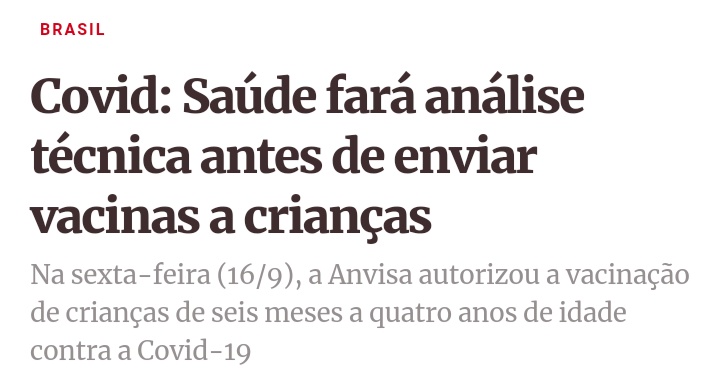 BRASIL
Covid: Saúde fará análise
técnica antes de enviar
vacinas a crianças
Na sexta-feira (16/9), a Anvisa autorizou a vacinação
de crianças de seis meses a quatro anos de idade
contra a Covid-19